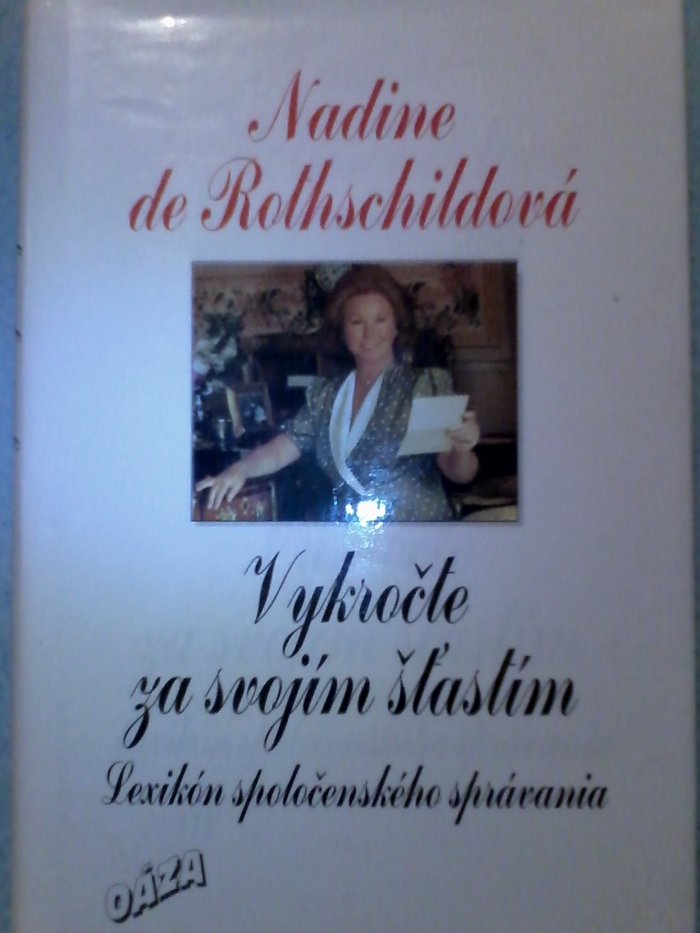 Nadine
de Rothschildová
Vykročte
za svojím šťastím
Lexikón spoločenského správania
OÁZA